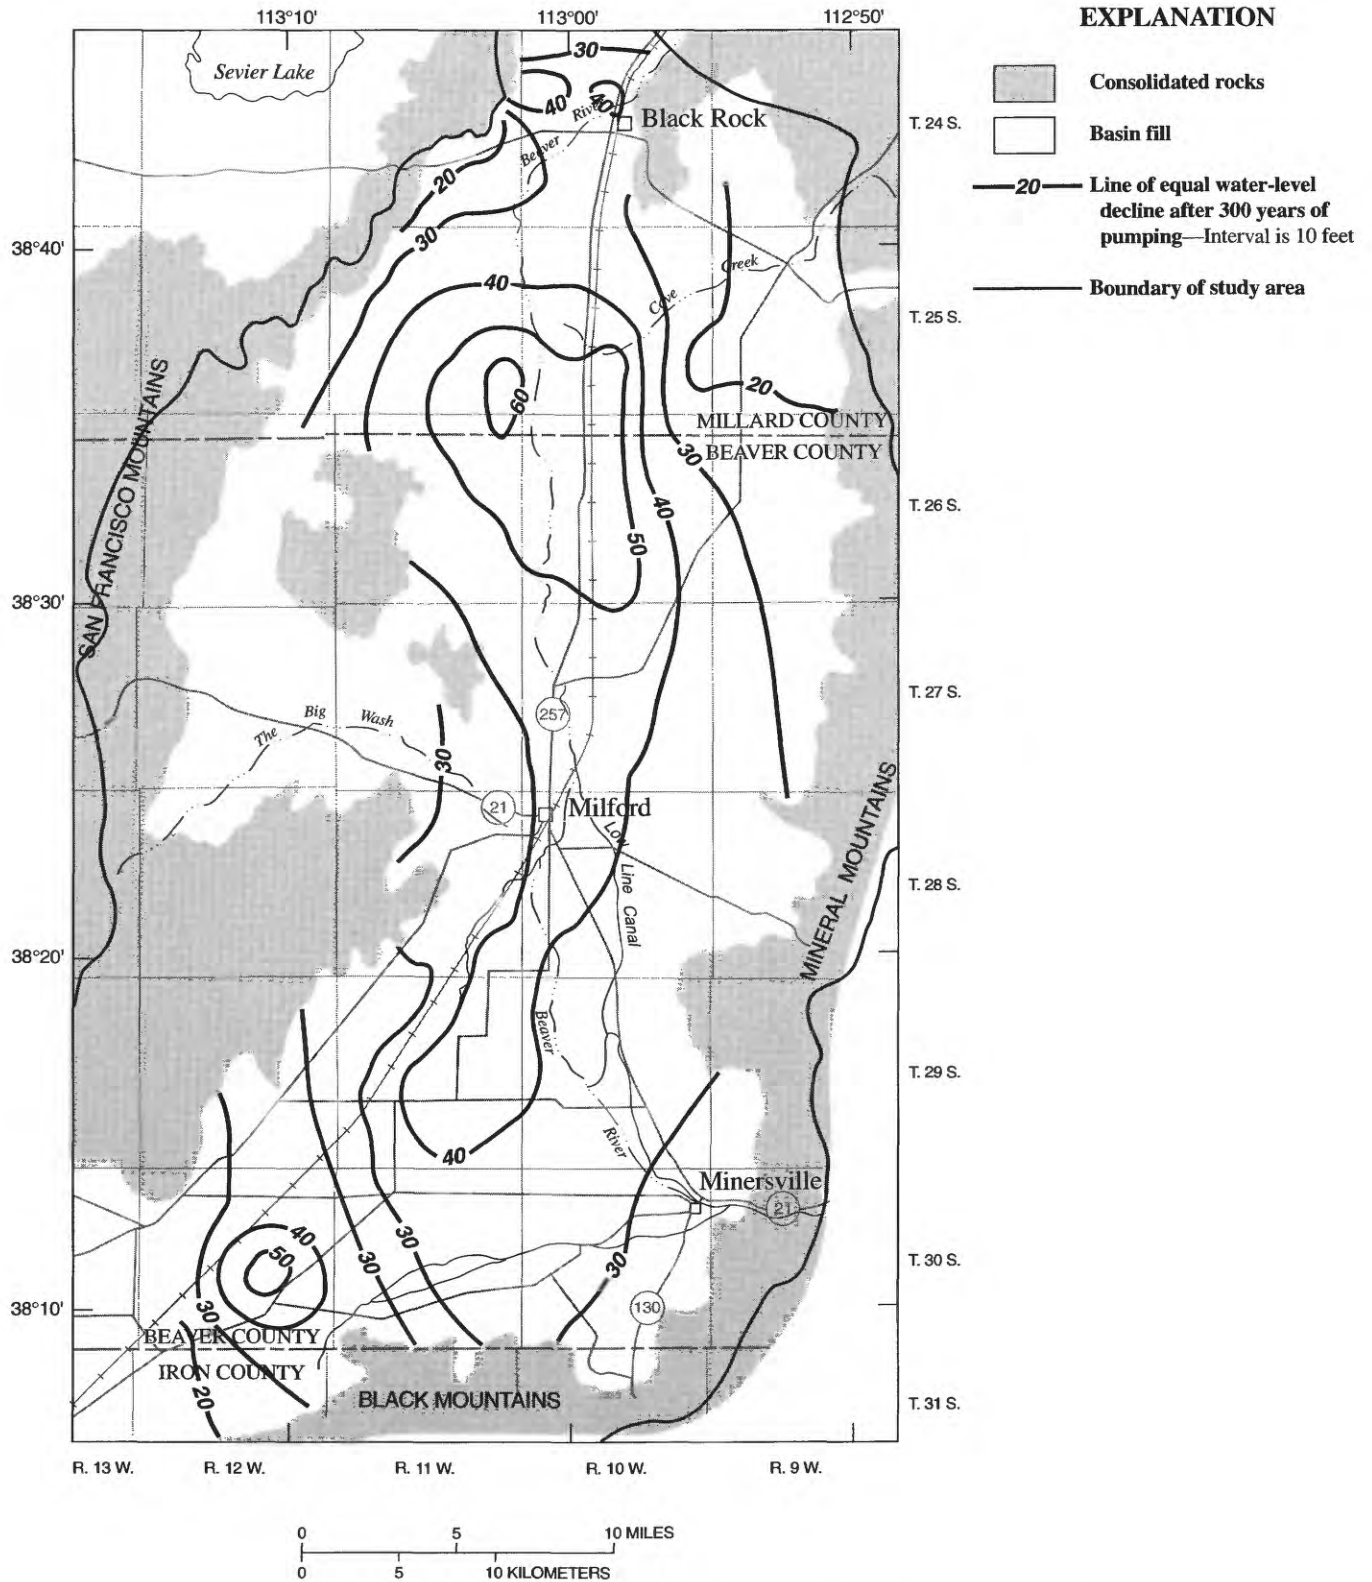 113°10'
113°00'
112°50'
EXPLANATION
Sevier Lake
30
40
40
River
Beaver
Black Rock
T. 24 S.
Consolidated rocks
Basin fill
20
Line of equal water-level
decline after 300 years of
pumping—Interval is 10 feet
Boundary of study area
20
30
38°40'
Cove
Creek
40
T. 25 S.
60
20
MILLARD COUNTY
BEAVER COUNTY
30
SAN FRANCISCO MOUNTAINS
40
50
T. 26 S.
38°30'
T. 27 S.
The
Big
Wash
257
30
21
Milford
Low
Line
Canal
MINERAL MOUNTAINS
T. 28 S.
38°20'
Beaver
River
T. 29 S.
40
Minersville
21
40
50
30
30
30
30
T. 30 S.
38°10'
130
BEAVER COUNTY
IRON COUNTY
20
BLACK MOUNTAINS
T. 31 S.
R. 13 W.
R. 12 W.
R. 11 W.
R. 10 W.
R. 9 W.
0
5
10 MILES
0
5
10 KILOMETERS